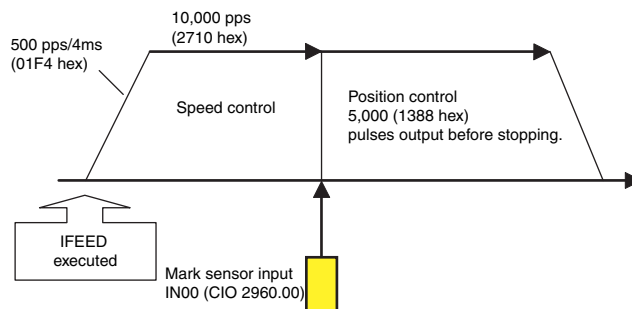 10,000 pps
(2710 hex)
500 pps/4ms
(01F4 hex)
Speed control
Position control
5,000 (1388 hex)
pulses output before stopping.
IFEED
executed
Mark sensor input
IN00 (CIO 2960.00)